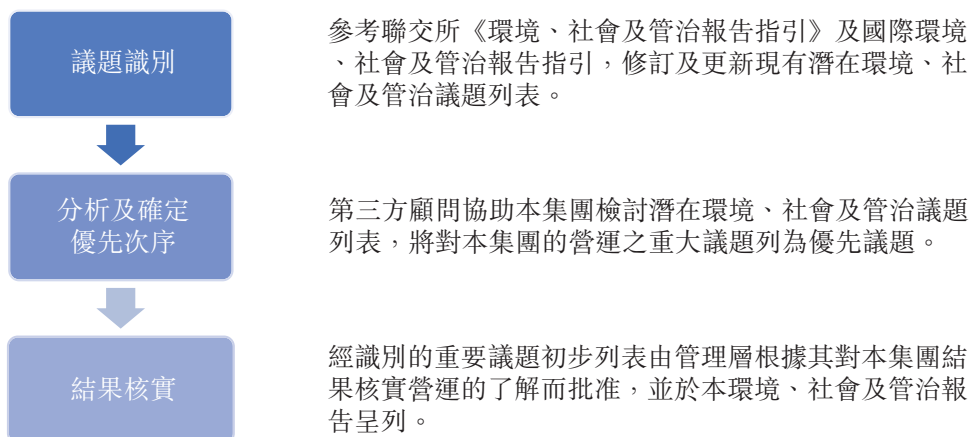 議題識別
參考聯交所《環境、社會及管治報告指引》及國際環境
、社會及管治報告指引，修訂及更新現有潛在環境、社
會及管治議題列表。
分析及確定
優先次序
第三方顧問協助本集團檢討潛在環境、社會及管治議題
列表，將對本集團的營運之重大議題列為優先議題。
結果核實
經識別的重要議題初步列表由管理層根據其對本集團結
果核實營運的了解而批准，並於本環境、社會及管治報
告呈列。